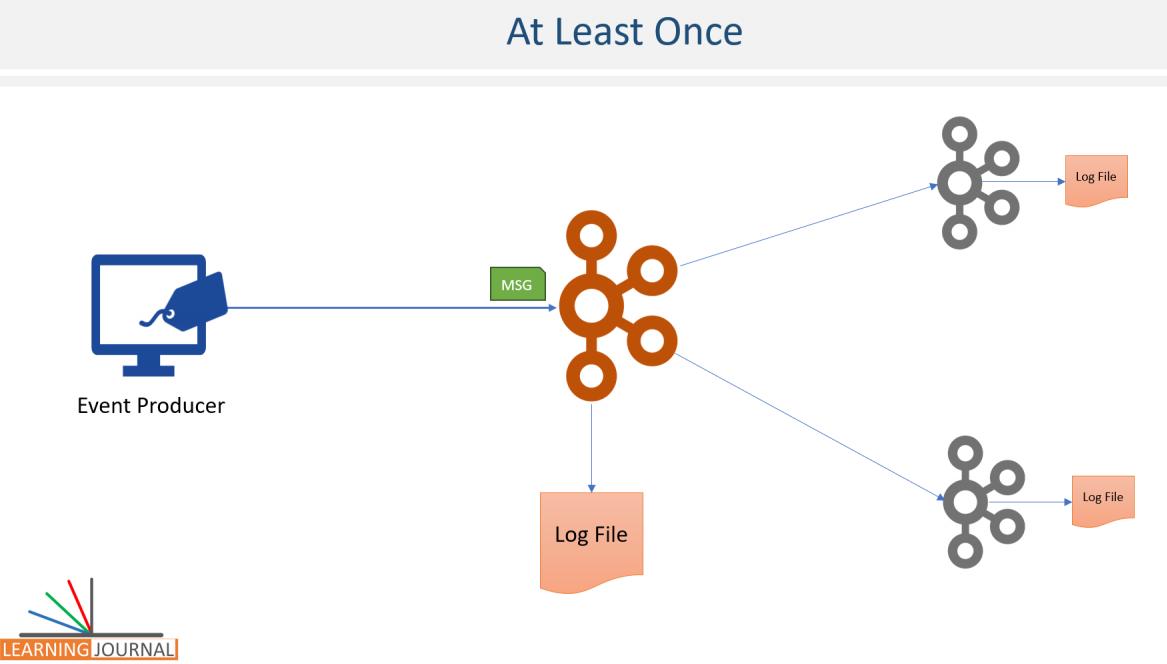 At Least Once
Log File
MSG
Event Producer
Log File
Log File
LEARNING JOURNAL